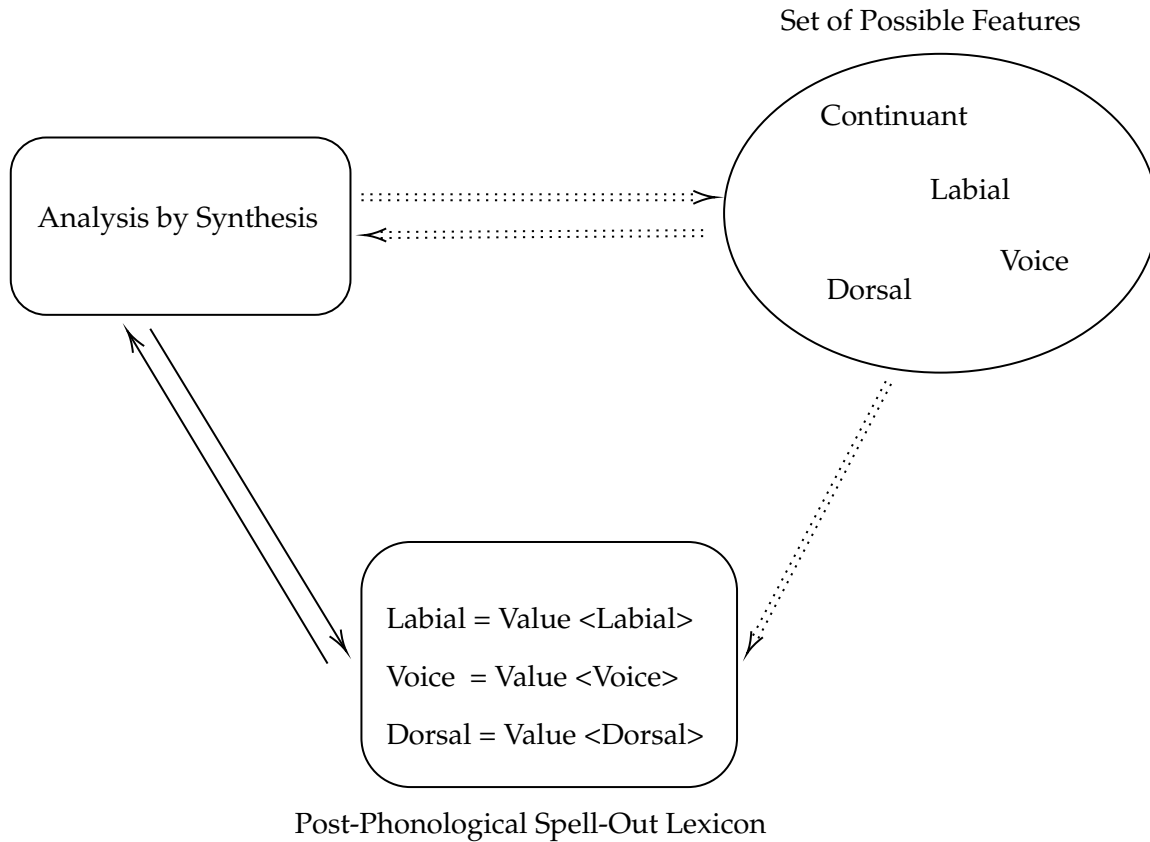 Set of Possible Features
Continuant
Analysis by Synthesis
Labial
Voice
Dorsal
Labial = Value <Labial>
Voice = Value <Voice>
Dorsal = Value <Dorsal>
Post-Phonological Spell-Out Lexicon